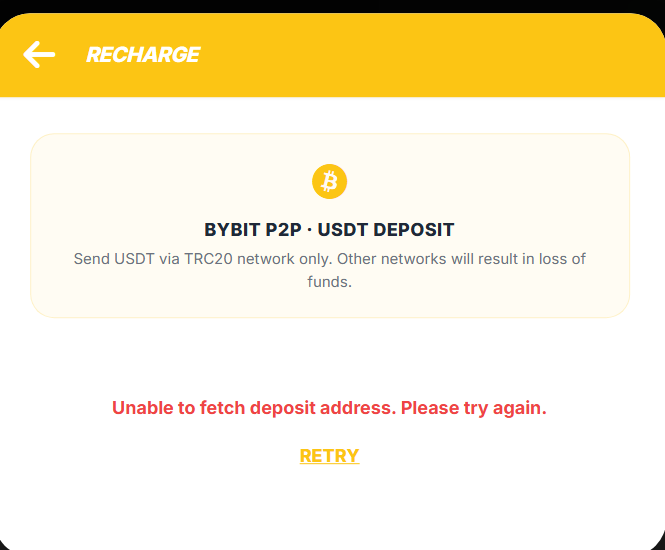 RECHARGE
BYBIT P2P · USDT DEPOSIT
Send USDT via TRC20 network only. Other networks will result in loss of
funds.
Unable to fetch deposit address. Please try again.
RETRY